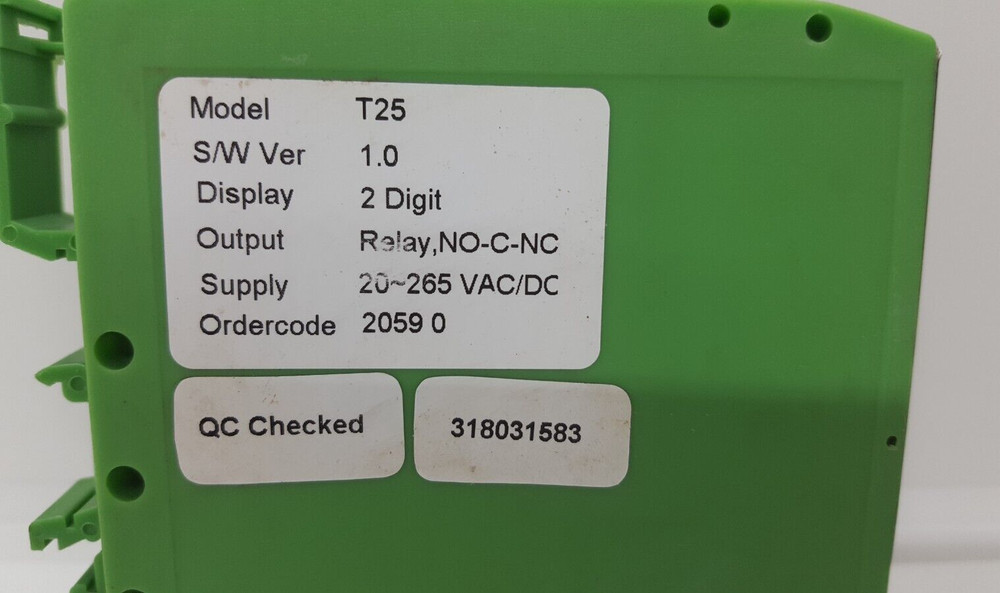 Model T25
S/W Ver 1.0
Display 2 Digit
Output Relay,NO-C-NC
Supply 20~265 VAC/DC
Ordercode 2059 0
QC Checked
318031583